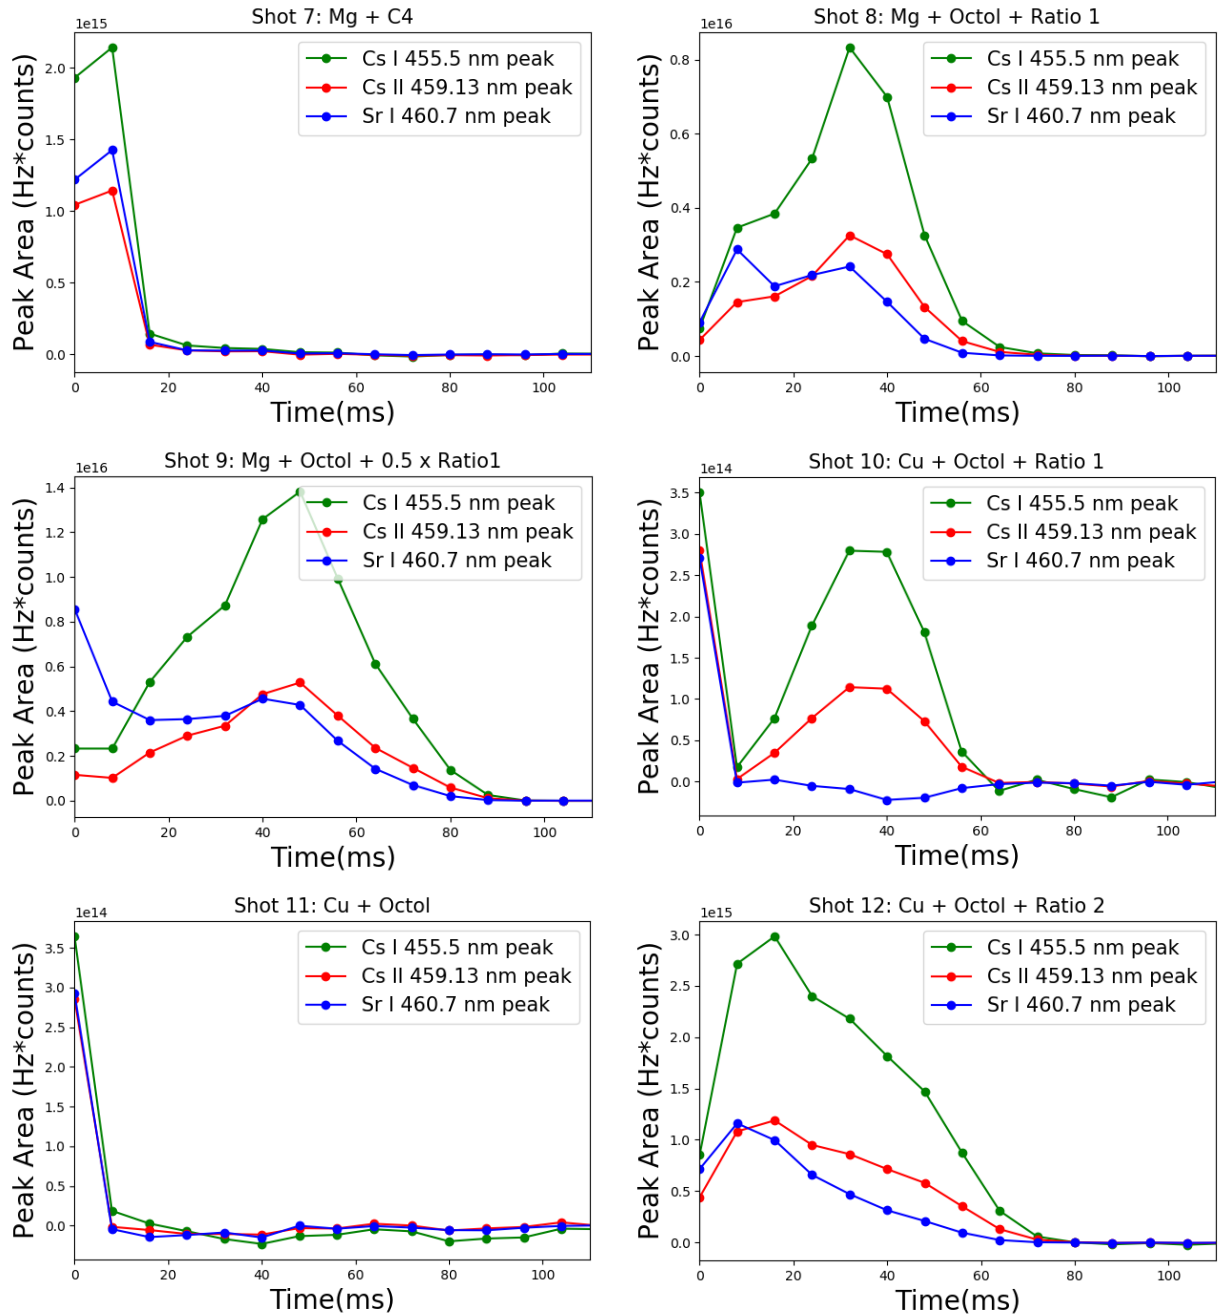 Shot 7: Mg + C4
1e15
Peak Area (Hz*counts)
2.0
1.5
1.0
0.5
0.0
Cs I 455.5 nm peak
Cs II 459.13 nm peak
Sr I 460.7 nm peak
0 20 40 60 80 100
Time(ms)
Shot 8: Mg + Octol + Ratio 1
1e16
Peak Area (Hz*counts)
0.8
0.6
0.4
0.2
0.0
Cs I 455.5 nm peak
Cs II 459.13 nm peak
Sr I 460.7 nm peak
0 20 40 60 80 100
Time(ms)
Shot 9: Mg + Octol + 0.5 x Ratio1
1e16
Peak Area (Hz*counts)
1.4
1.2
1.0
0.8
0.6
0.4
0.2
0.0
Cs I 455.5 nm peak
Cs II 459.13 nm peak
Sr I 460.7 nm peak
0 20 40 60 80 100
Time(ms)
Shot 10: Cu + Octol + Ratio 1
1e14
Peak Area (Hz*counts)
3.5
3.0
2.5
2.0
1.5
1.0
0.5
0.0
Cs I 455.5 nm peak
Cs II 459.13 nm peak
Sr I 460.7 nm peak
0 20 40 60 80 100
Time(ms)
Shot 11: Cu + Octol
1e14
Peak Area (Hz*counts)
3.5
3.0
2.5
2.0
1.5
1.0
0.5
0.0
Cs I 455.5 nm peak
Cs II 459.13 nm peak
Sr I 460.7 nm peak
0 20 40 60 80 100
Time(ms)
Shot 12: Cu + Octol + Ratio 2
1e15
Peak Area (Hz*counts)
3.0
2.5
2.0
1.5
1.0
0.5
0.0
Cs I 455.5 nm peak
Cs II 459.13 nm peak
Sr I 460.7 nm peak
0 20 40 60 80 100
Time(ms)